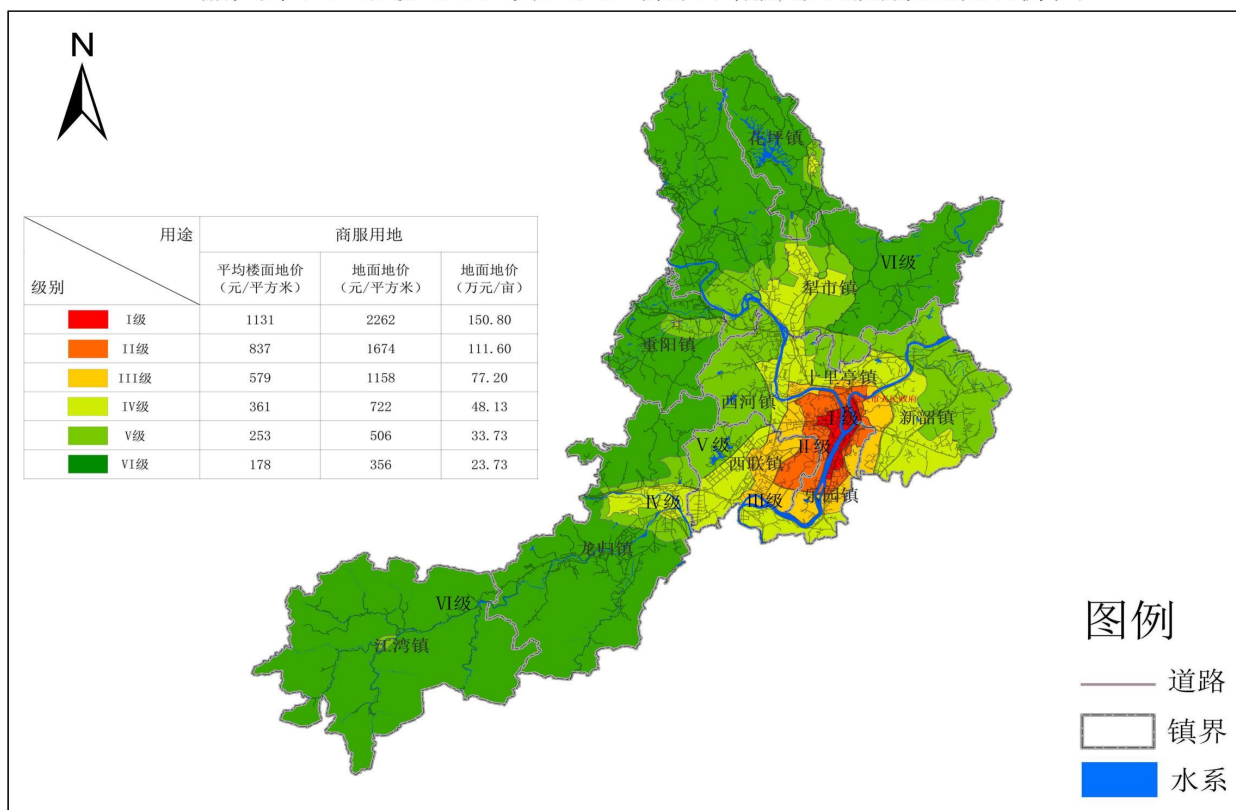 N
用途
商服用地
级别
平均楼面地价
(元/平方米)
地面地价
(元/平方米)
地面地价
(万元/亩)
I级 1131 2262 150.80
II级 837 1674 111.60
III级 579 1158 77.20
IV级 361 722 48.13
V级 253 506 33.73
VI级 178 356 23.73
花坪镇
VI级
犁市镇
重阳镇
十里亭镇
西河镇
新韶镇
I级
V级
II级
西联镇
乐园镇
III级
IV级
龙归镇
VI级
江湾镇
图例
道路
镇界
水系